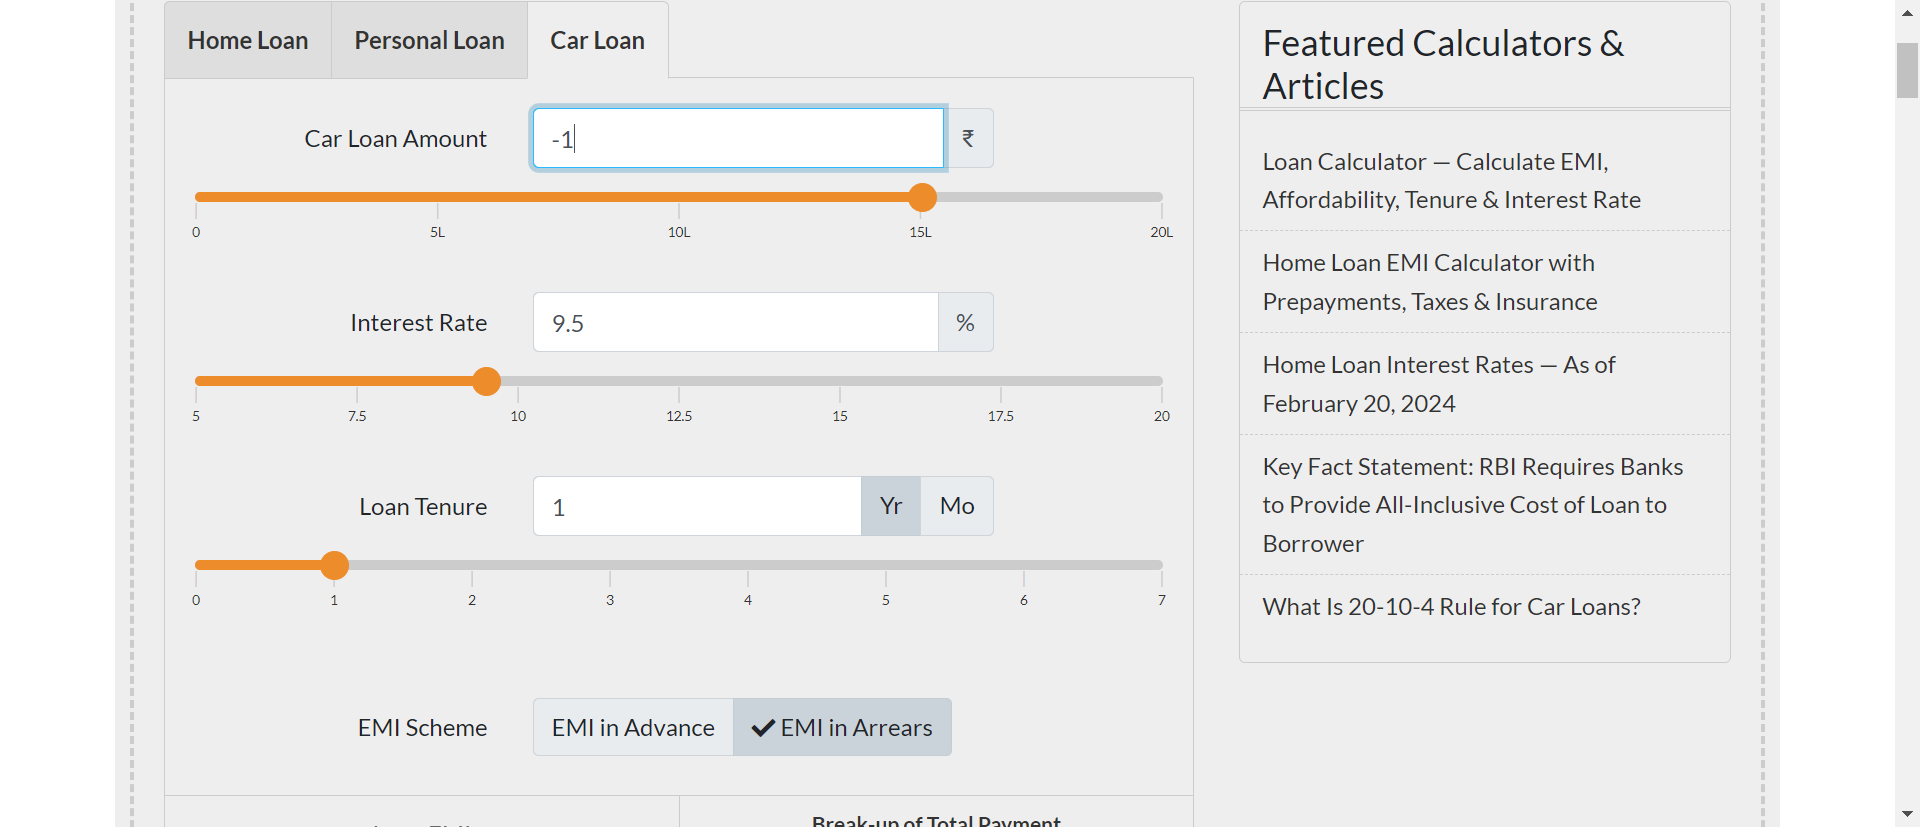 Home Loan
Personal Loan
Car Loan
Car Loan Amount
-1
₹
0
5L
10L
15L
20L
Interest Rate
9.5
%
5
7.5
10
12.5
15
17.5
20
Loan Tenure
1
Yr
Mo
0
1
2
3
4
5
6
7
EMI Scheme
EMI in Advance
EMI in Arrears
Break-up of Total Payment
Featured Calculators &
Articles
Loan Calculator — Calculate EMI,
Affordability, Tenure & Interest Rate
Home Loan EMI Calculator with
Prepayments, Taxes & Insurance
Home Loan Interest Rates — As of
February 20, 2024
Key Fact Statement: RBI Requires Banks
to Provide All-Inclusive Cost of Loan to
Borrower
What Is 20-10-4 Rule for Car Loans?